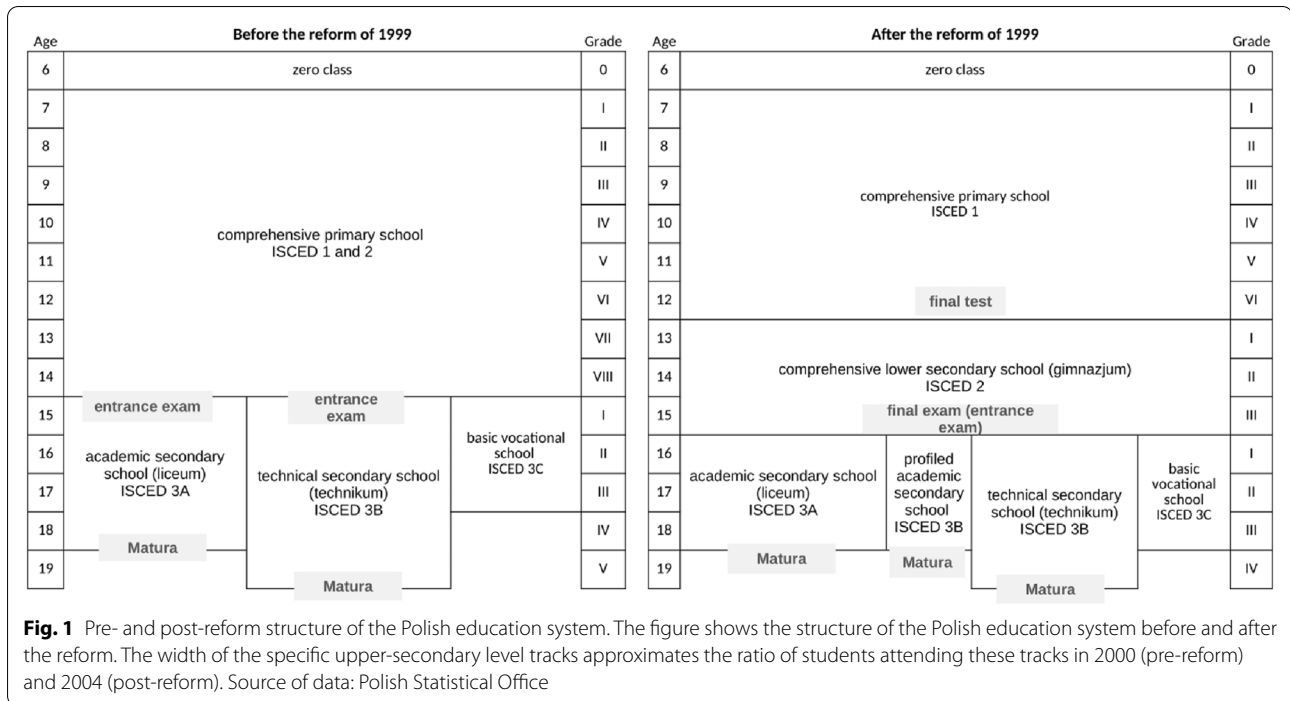 Before the reform of 1999
Age
Grade
6
zero class
0
7
I
8
II
9
III
10
IV
comprehensive primary school
ISCED 1 and 2
11
V
12
VI
13
VII
14
VIII
entrance exam
entrance
exam
15
I
basic vocational
school
ISCED 3C
16
II
academic secondary
school (liceum)
ISCED 3A
technical secondary school
(technikum)
ISCED 3B
17
III
18
IV
Matura
19
V
Matura
After the reform of 1999
Age
Grade
6
zero class
0
7
I
8
II
9
III
comprehensive primary school
ISCED 1
10
IV
11
V
12
final test
VI
13
I
comprehensive lower secondary school (gimnazjum)
ISCED 2
14
II
15
final exam (entrance
exam)
III
16
I
academic secondary school
(liceum)
ISCED 3A
profiled
academic
secondary
school
ISCED 3B
technical secondary
school (technikum)
ISCED 3B
basic
vocational
school
ISCED 3C
17
II
18
III
Matura
Matura
19
IV
Matura
Fig. 1 Pre- and post-reform structure of the Polish education system. The figure shows the structure of the Polish education system before and after
the reform. The width of the specific upper-secondary level tracks approximates the ratio of students attending these tracks in 2000 (pre-reform)
and 2004 (post-reform). Source of data: Polish Statistical Office